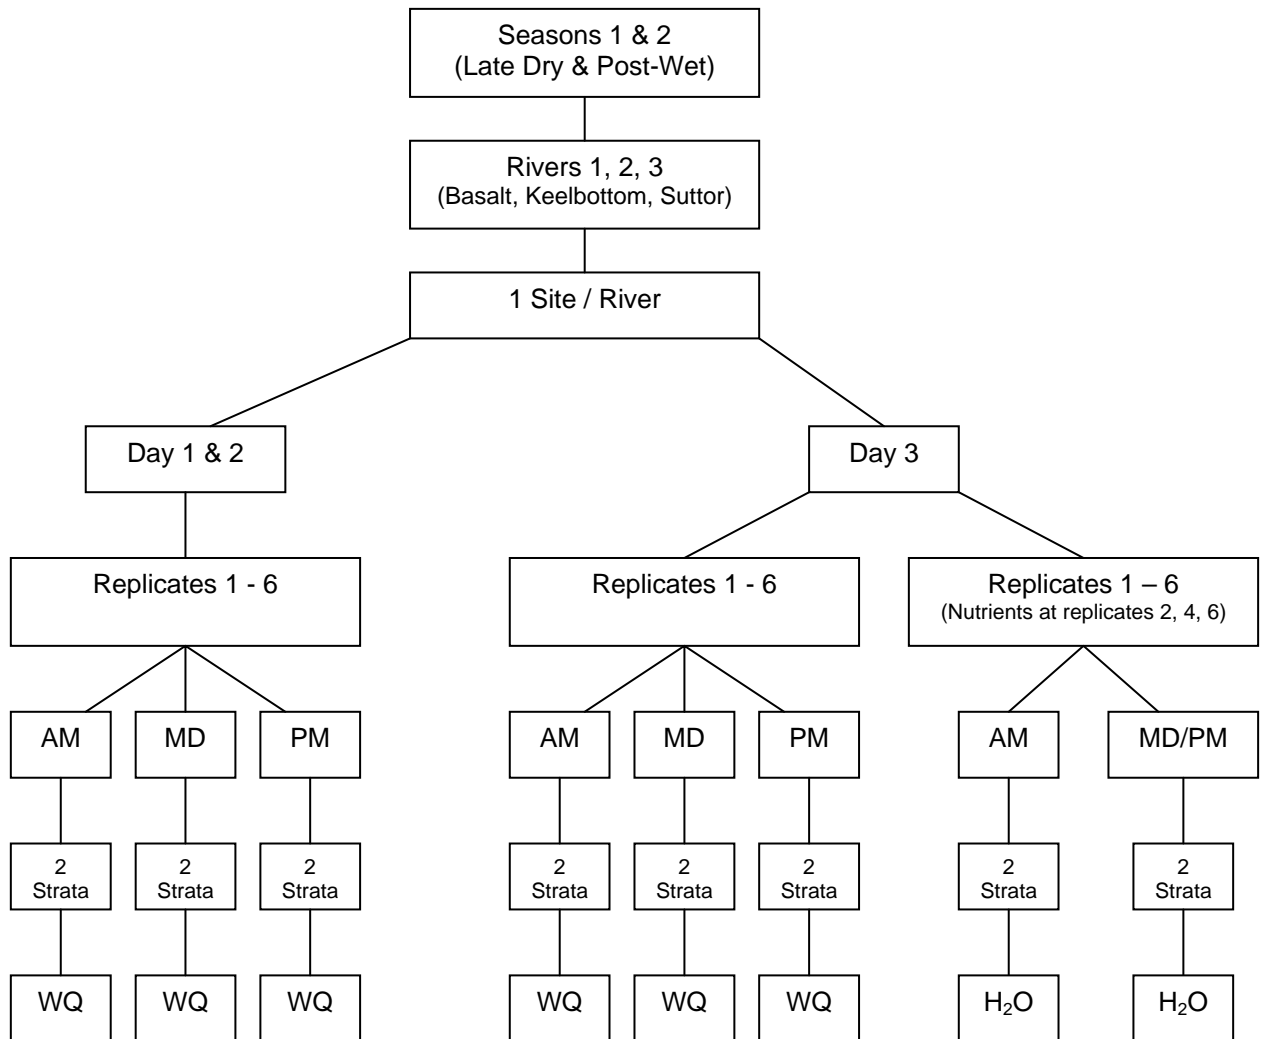 Seasons 1 & 2
(Late Dry & Post-Wet)
Rivers 1, 2, 3
(Basalt, Keelbottom, Suttor)
1 Site / River
Day 1 & 2
Day 3
Replicates 1 - 6
Replicates 1 - 6
Replicates 1 – 6
(Nutrients at replicates 2, 4, 6)
AM
MD
PM
AM
MD
PM
AM
MD/PM
2
Strata
2
Strata
2
Strata
2
Strata
2
Strata
2
Strata
2
Strata
2
Strata
WQ
WQ
WQ
WQ
WQ
WQ
H₂O
H₂O